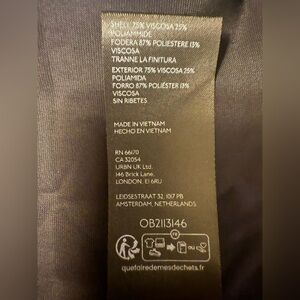 SHELL 75% VISCOSA 25%
POLIAMMIDE
FODERA 87% POLIESTERE 13%
VISCOSA
TRANNE LA FINITURA
EXTERIOR 75% VISCOSA 25%
POLIAMIDA
FORRO 87% POLIÉSTER 13%
VISCOSA
SIN RIBETES
MADE IN VIETNAM
HECHO EN VIETNAM
RN 66170
CA 32054
URBN UK Ltd.
146 Brick Lane,
LONDON, E1 6RU
LEIDSESTRAAT 32, 1017 PB
AMSTERDAM, NETHERLANDS
OB2113146
FR
quefairedemesdechets.fr